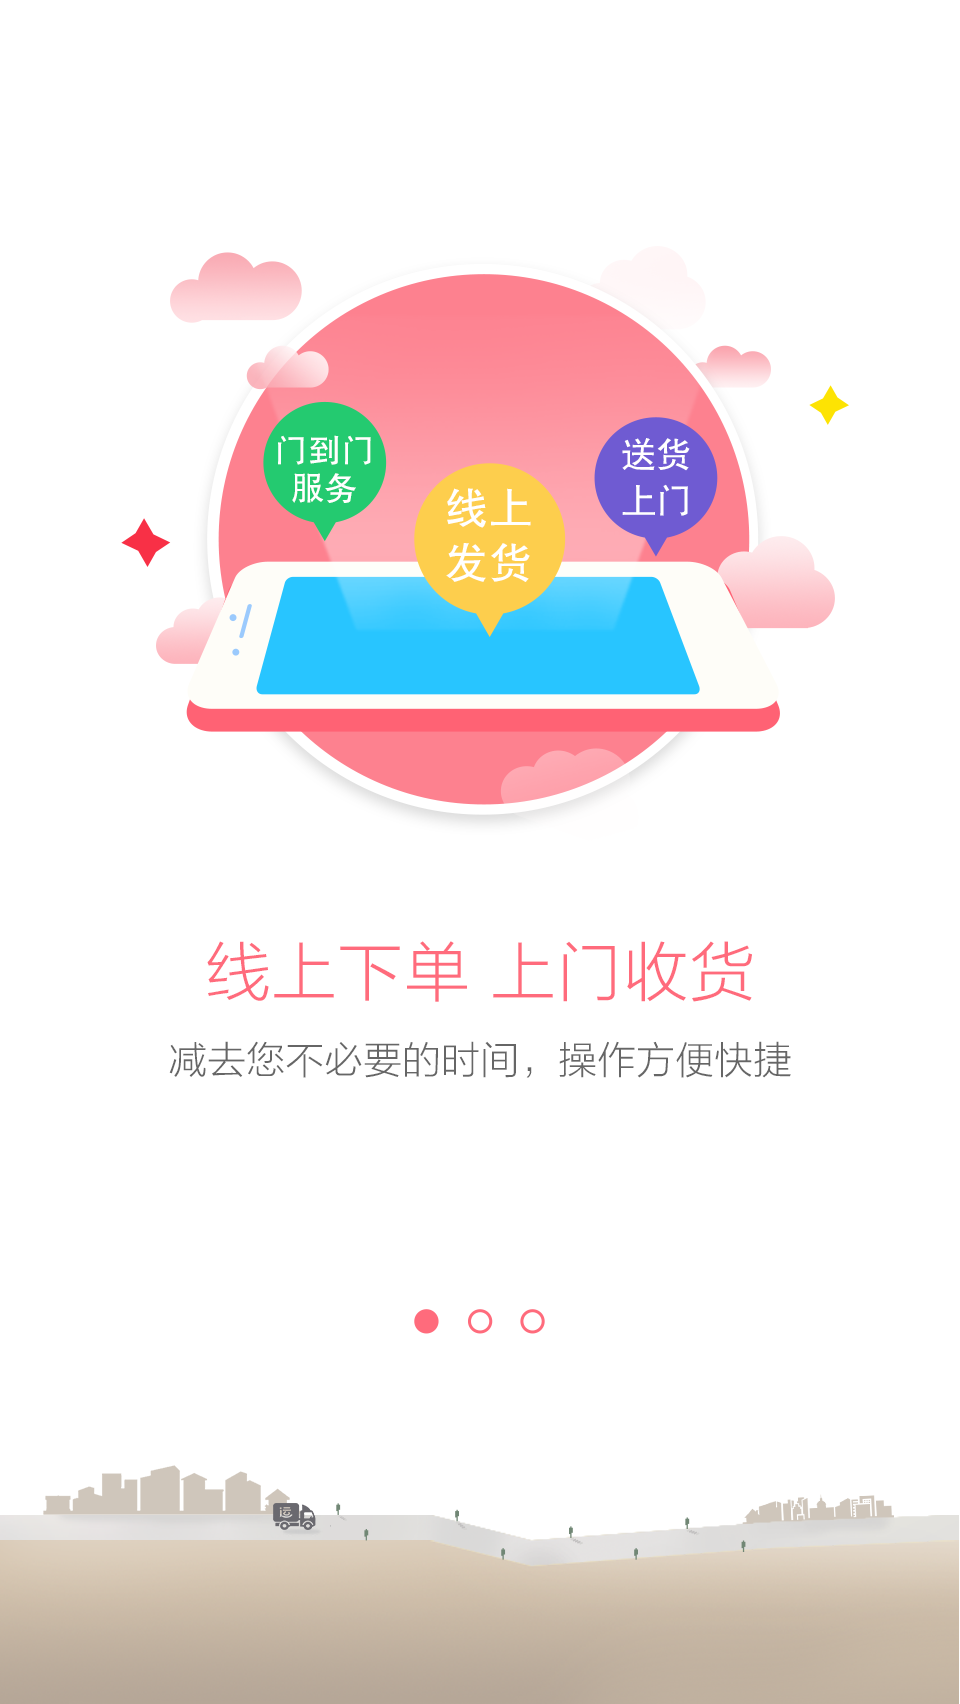 门到门
服务
线上
发货
送货
上门
线上下单 上门收货
减去您不必要的时间，操作方便快捷
运